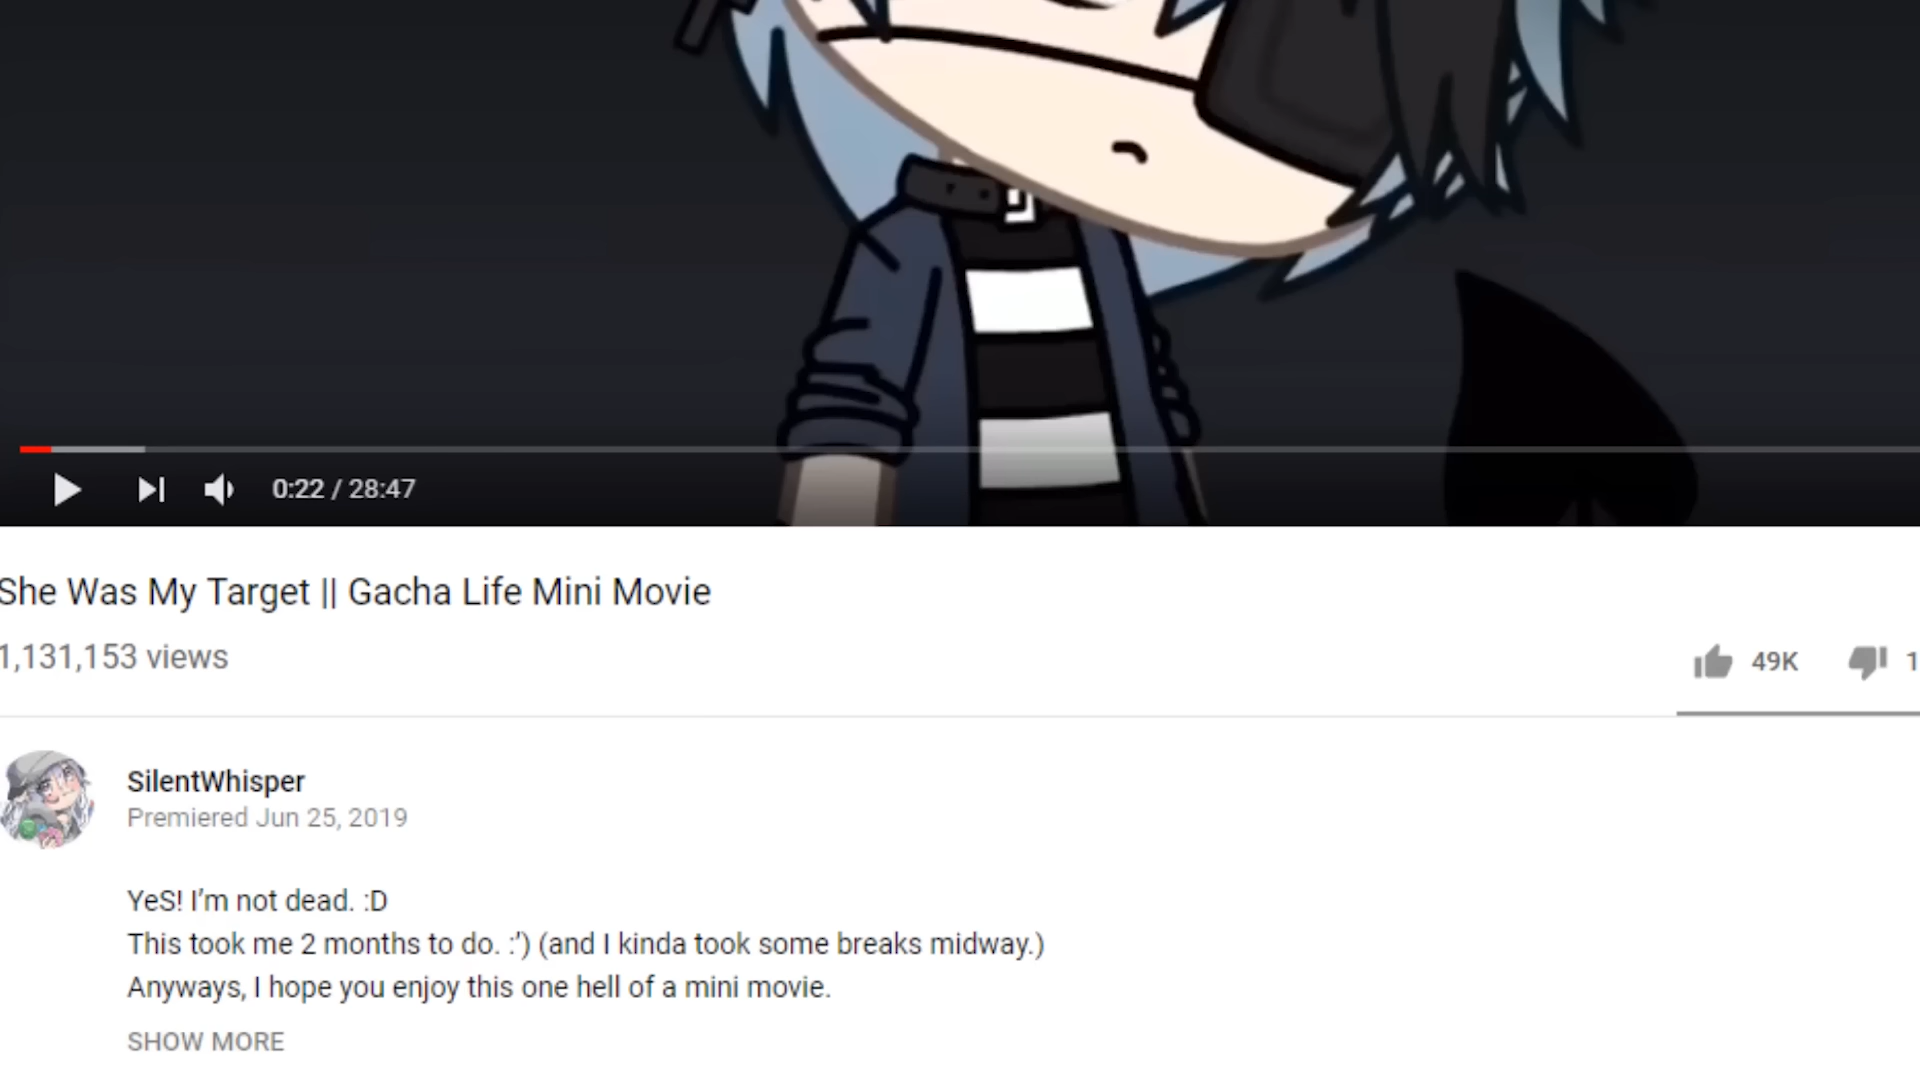 0:22 / 28:47
She Was My Target || Gacha Life Mini Movie
1,131,153 views
49K
1
SilentWhisper
Premiered Jun 25, 2019
YeS! I'm not dead. :D
This took me 2 months to do. :') (and I kinda took some breaks midway.)
Anyways, I hope you enjoy this one hell of a mini movie.
SHOW MORE